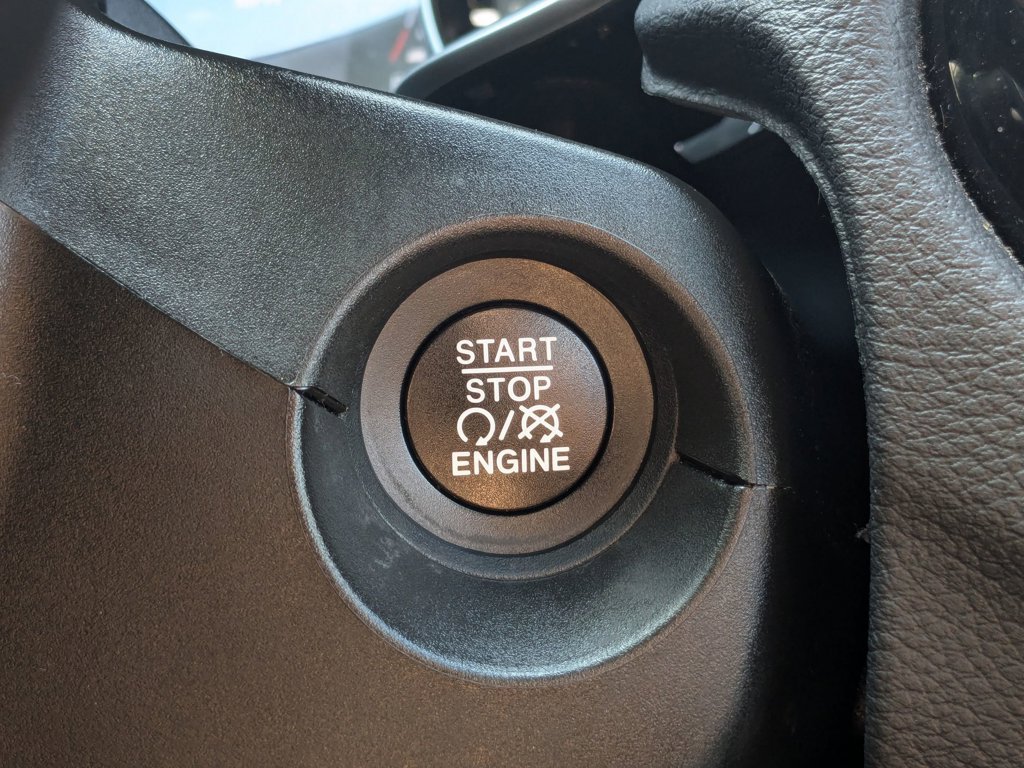 START
STOP
/
ENGINE